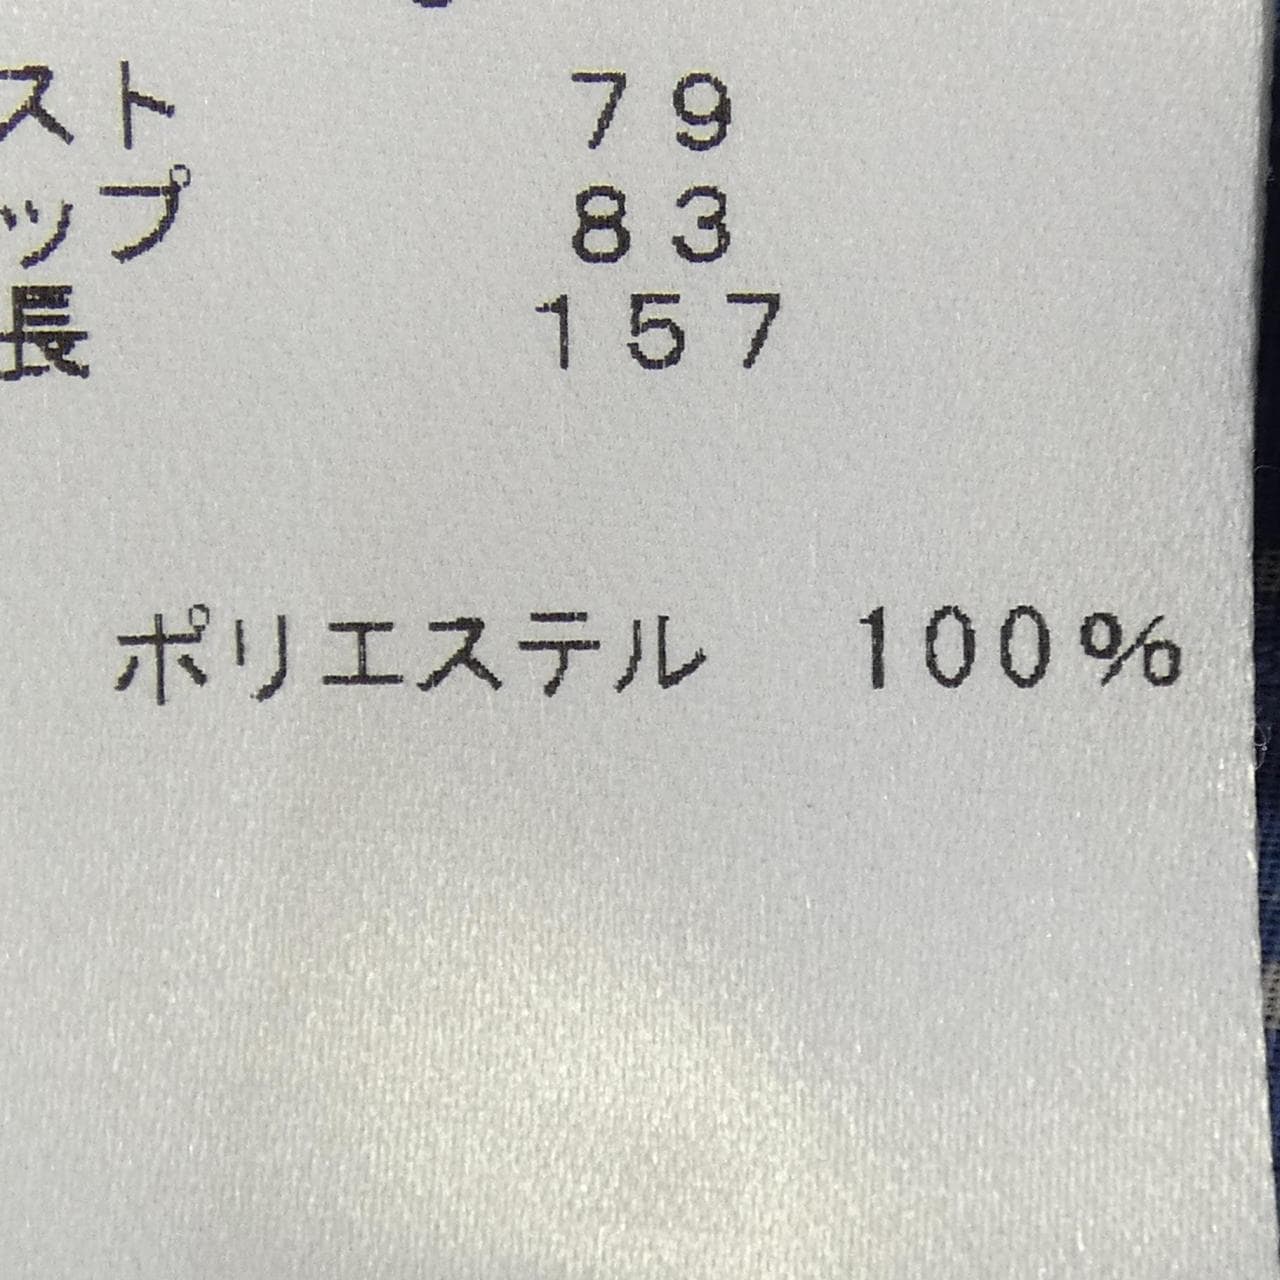 スト 79
ップ 83
長 157
ポリエステル 100%